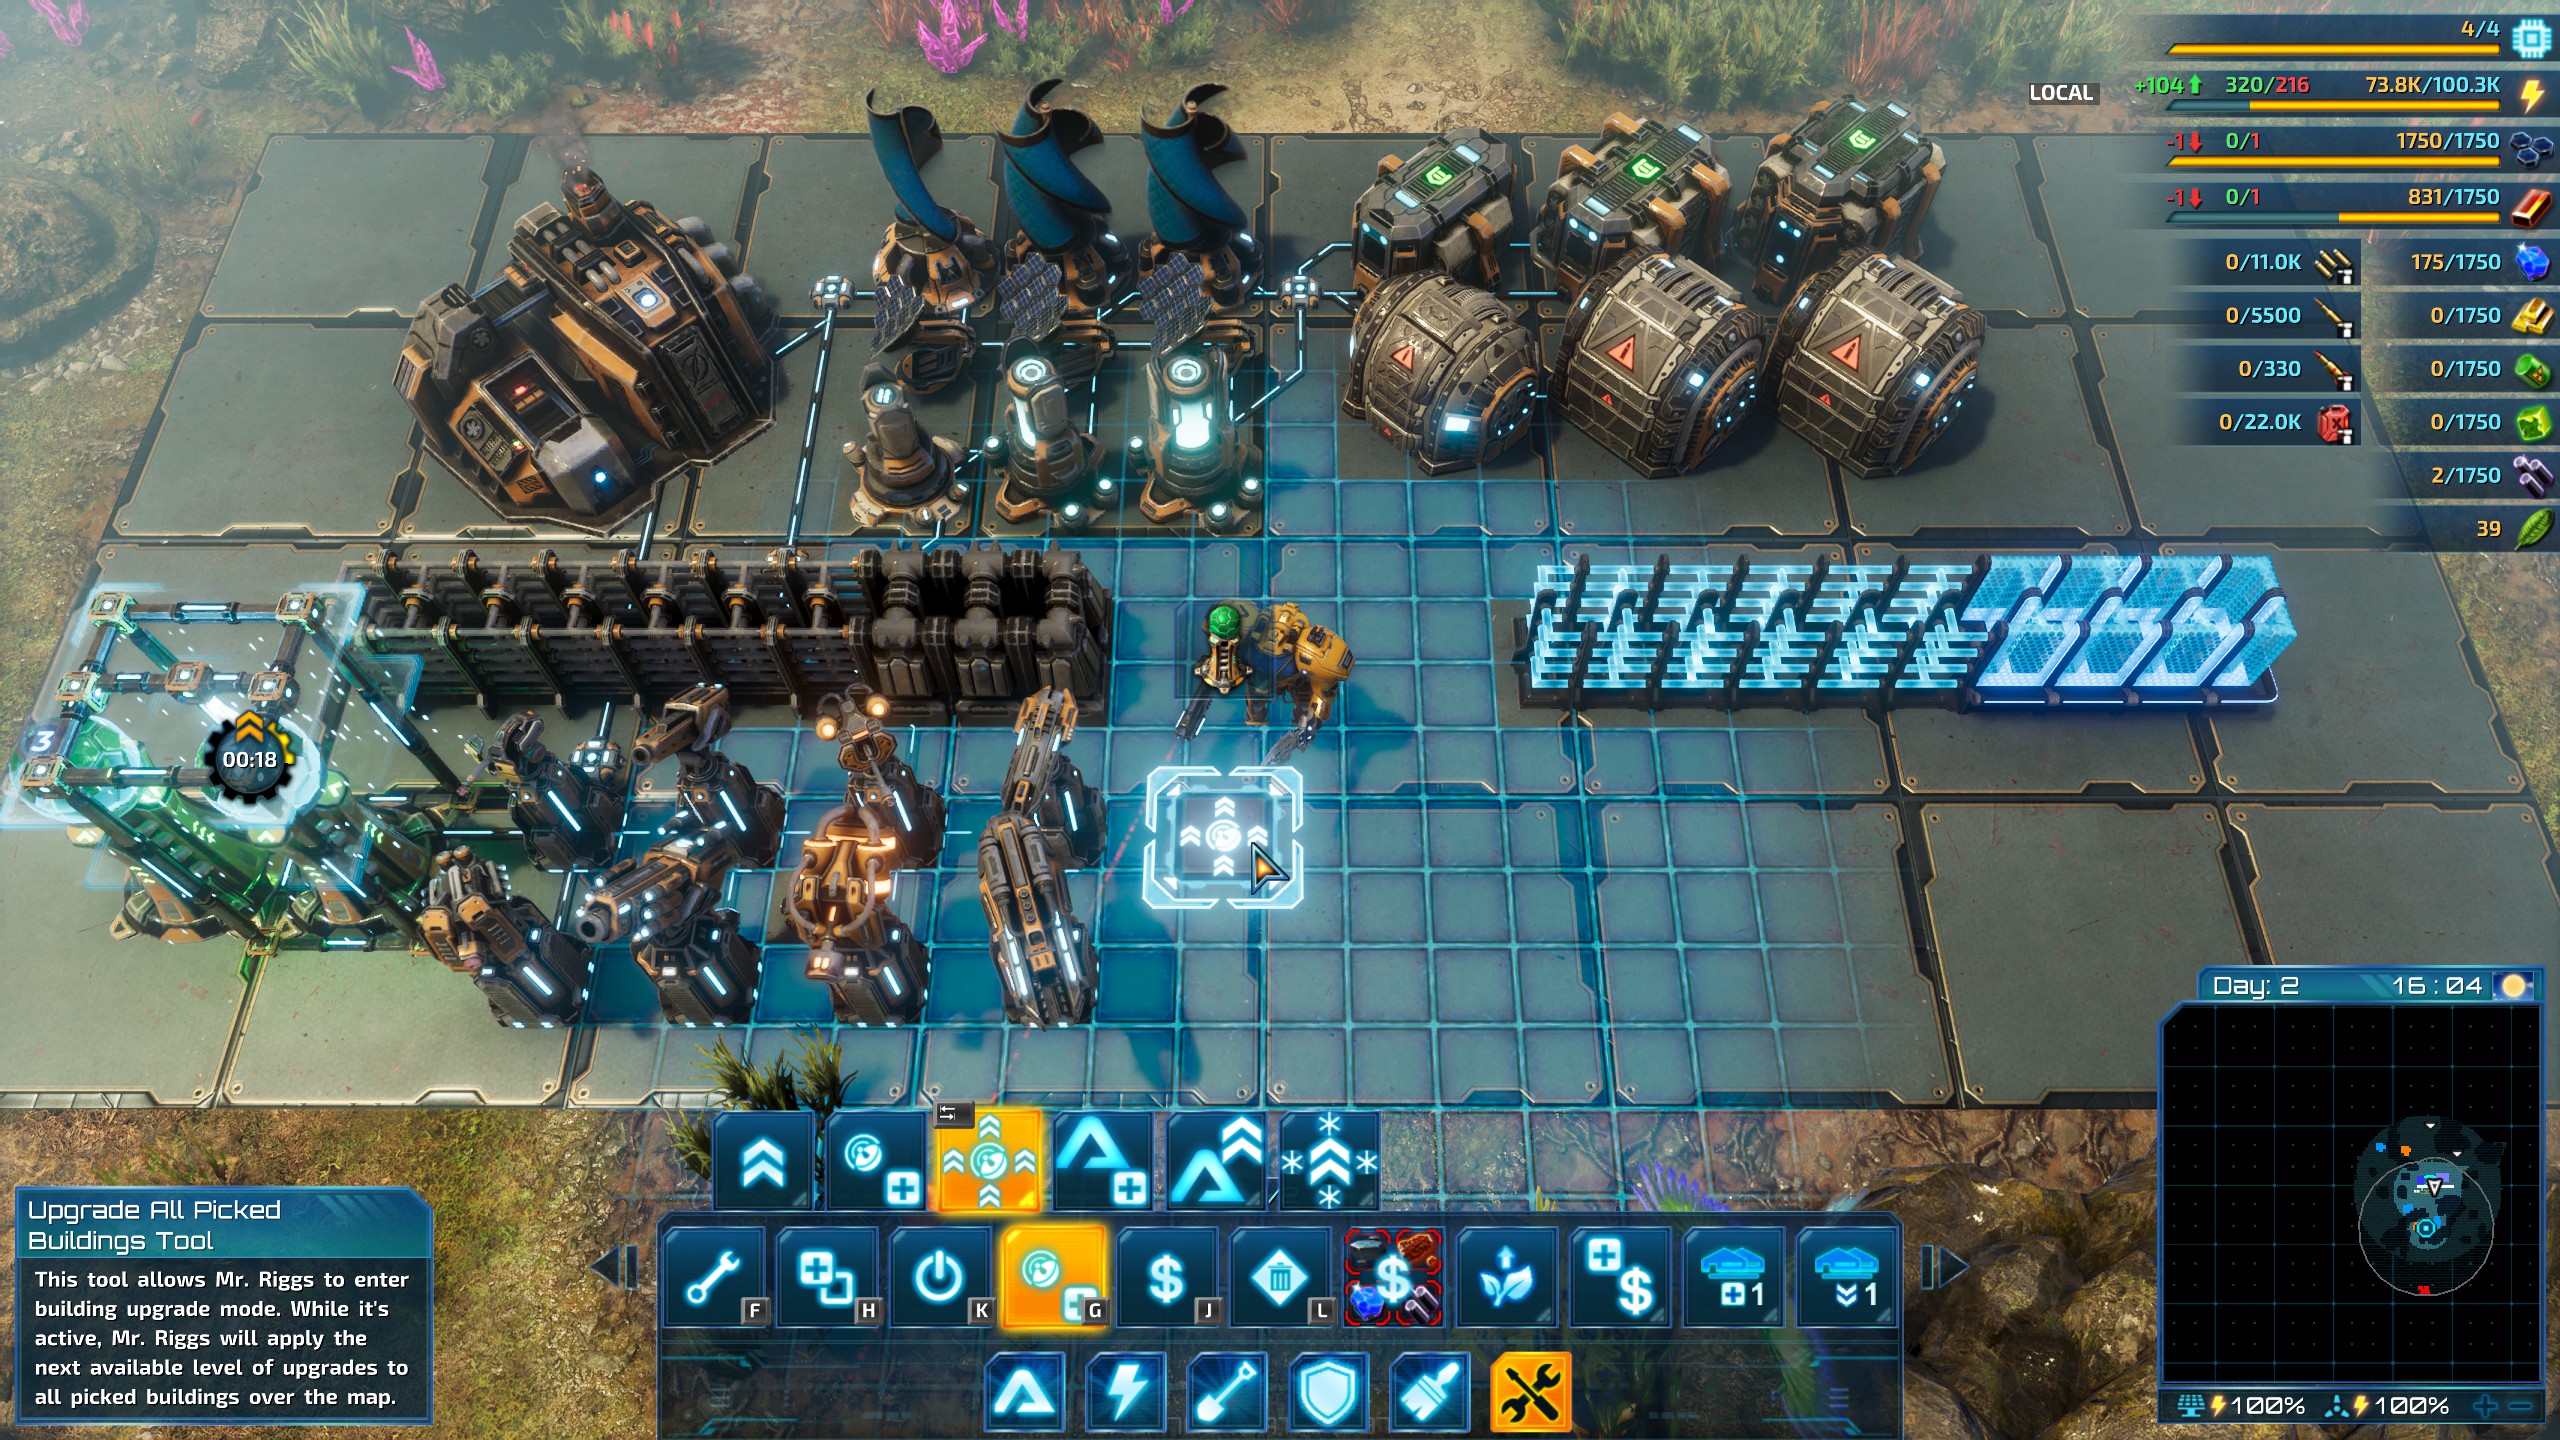 4/4
LOCAL
+104 320/216 73.8K/100.3K
-1 0/1 1750/1750
-1 0/1 831/1750
0/11.0K 175/1750
0/5500 0/1750
0/330 0/1750
0/22.0K 0/1750
2/1750
39
3
00:18
Day: 2 16:04
Upgrade All Picked
Buildings Tool
This tool allows Mr. Riggs to enter
building upgrade mode. While it's
active, Mr. Riggs will apply the
next available level of upgrades to
all picked buildings over the map.
F H K G $ J L $ $ 1 1
100% 100%